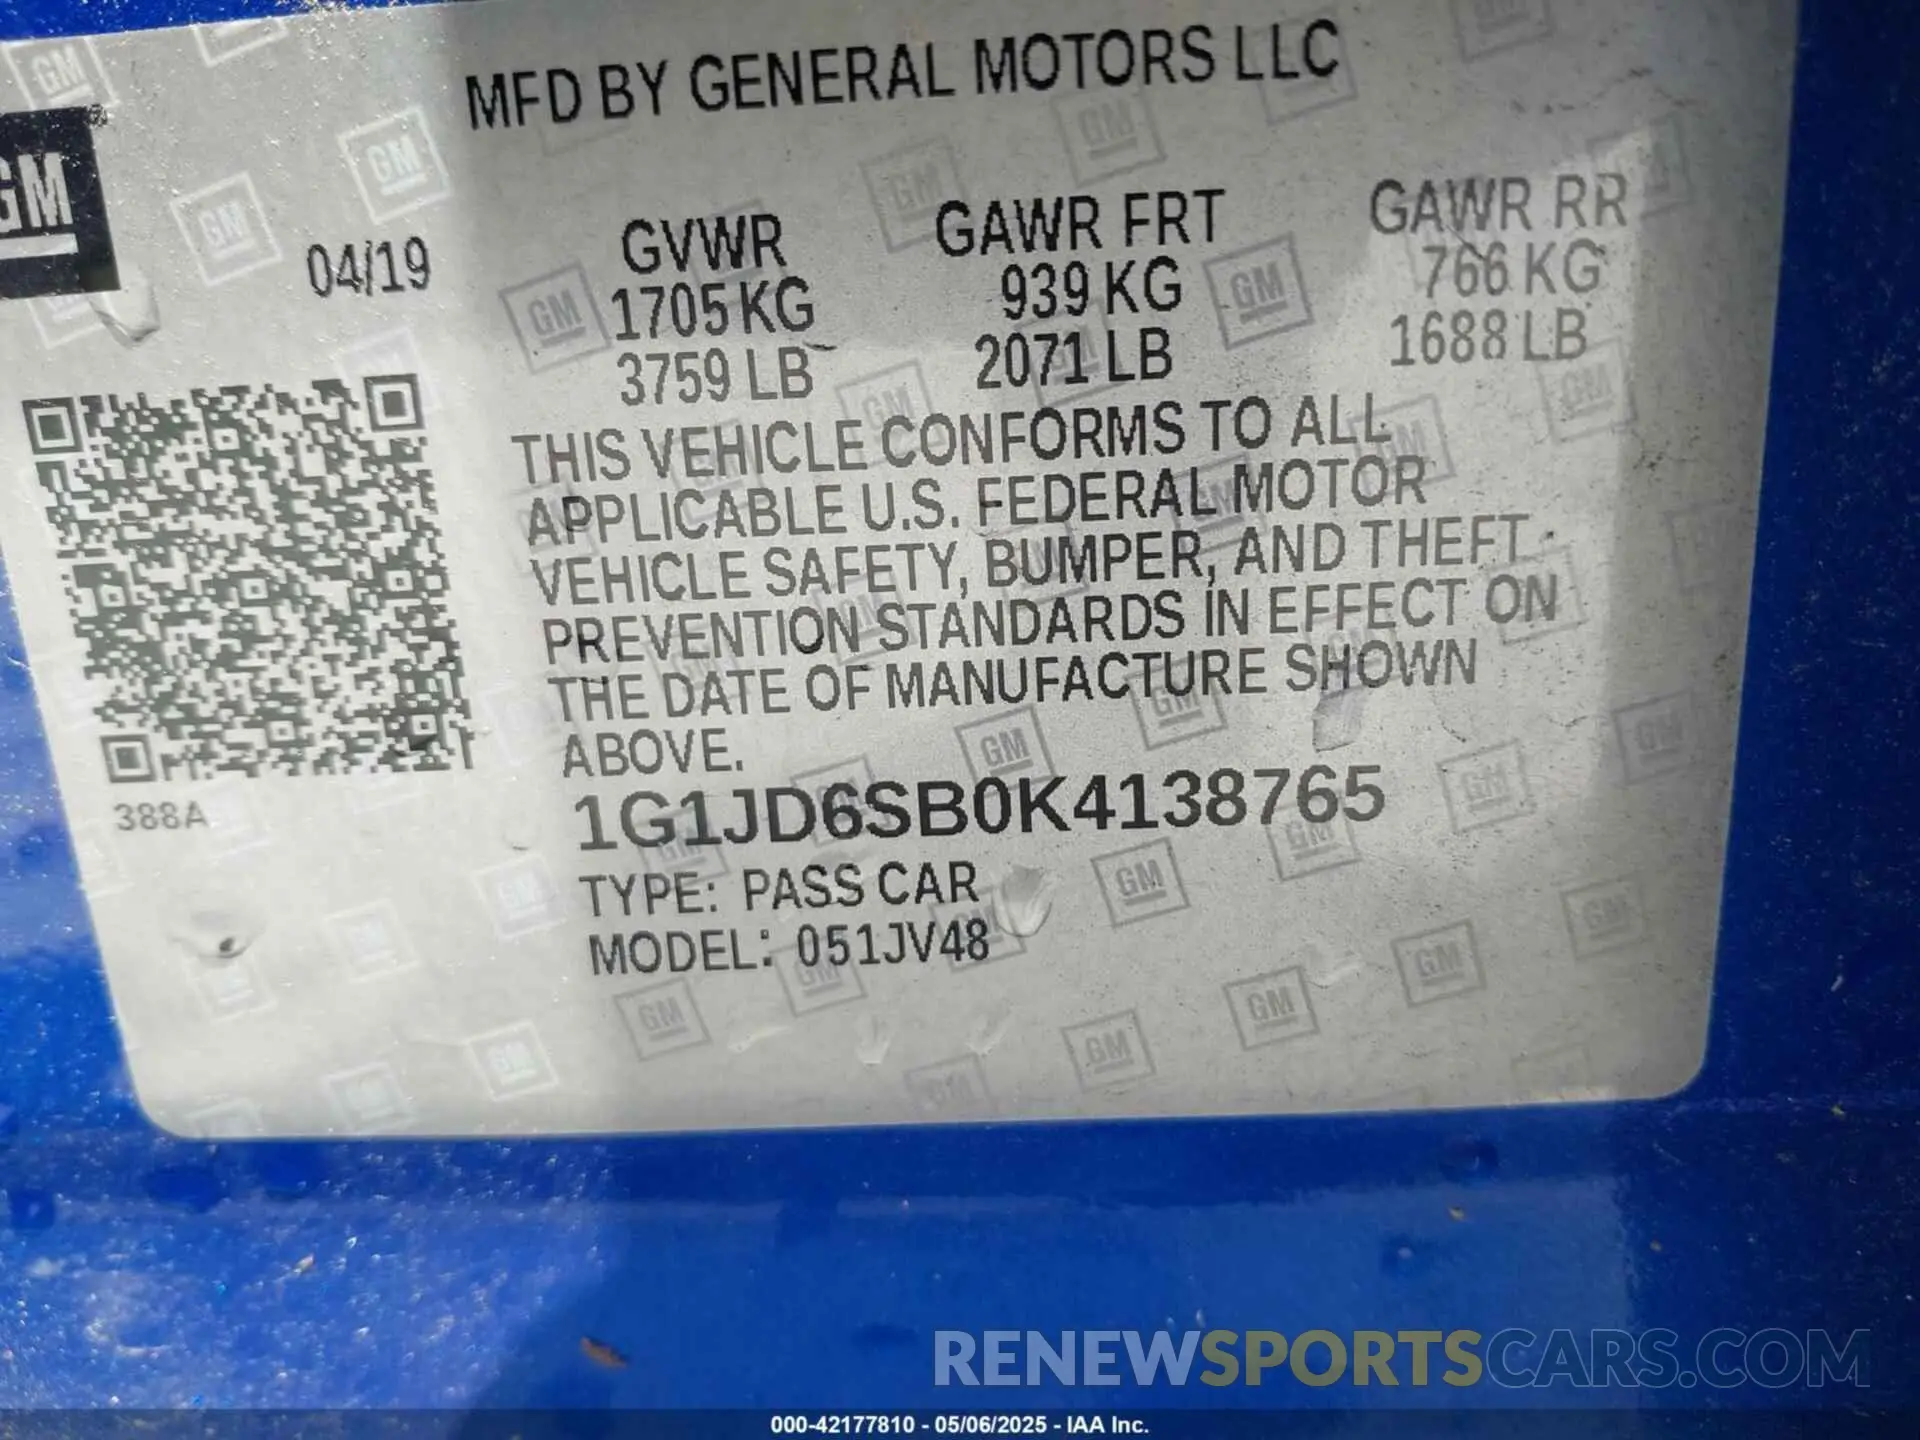 MFD BY GENERAL MOTORS LLC
GM
04/19
GVWR GAWR FRT GAWR RR
1705 KG 939 KG 766 KG
3759 LB 2071 LB 1688 LB
THIS VEHICLE CONFORMS TO ALL
APPLICABLE U.S. FEDERAL MOTOR
VEHICLE SAFETY, BUMPER, AND THEFT
PREVENTION STANDARDS IN EFFECT ON
THE DATE OF MANUFACTURE SHOWN
ABOVE.
388A
1G1JD6SB0K4138765
TYPE: PASS CAR
MODEL: 051JV48
RENEWSPORTSCARS.COM
000-42177810 - 05/06/2025 - IAA Inc.